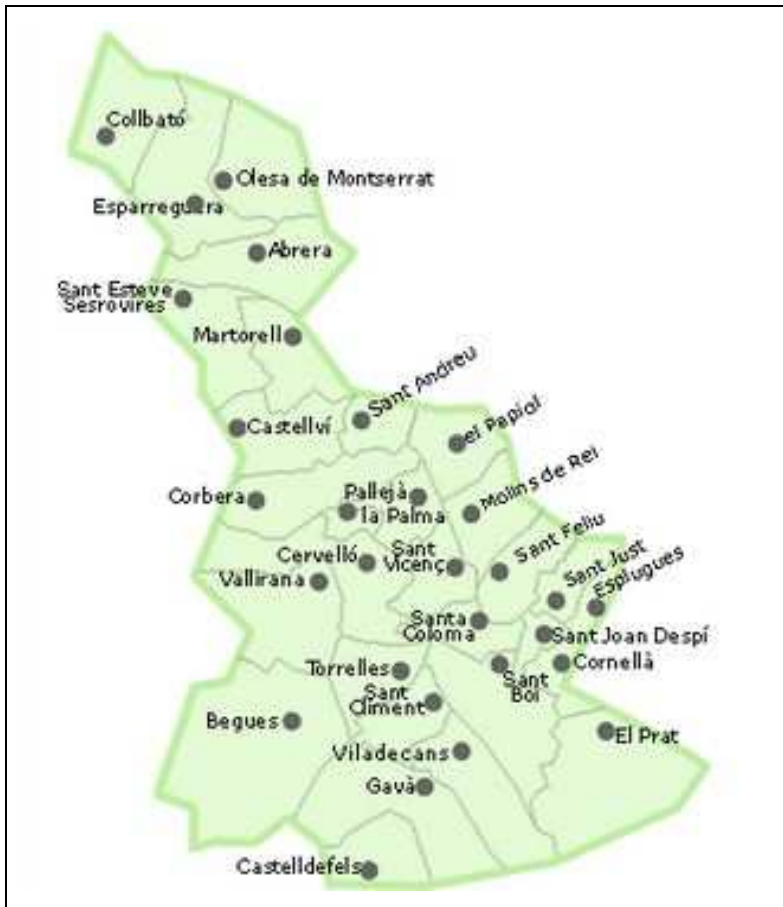 Collbató
Olesa de Montserrat
Esparreguera
Abrera
Sant Esteve
Sesrovires
Martorell
Sant Andreu
Castellví
el Papiol
Corbera
Pallejà
la Palma
Molins de Rei
Cervelló
Sant
Vicenç
Sant Feliu
Vallirana
Sant Just
Esplugues
Santa
Coloma
Sant Joan Despí
Torrelles
Sant
Boi
Cornellà
Sant
Climent
Begues
El Prat
Viladecans
Gavà
Castelldefels